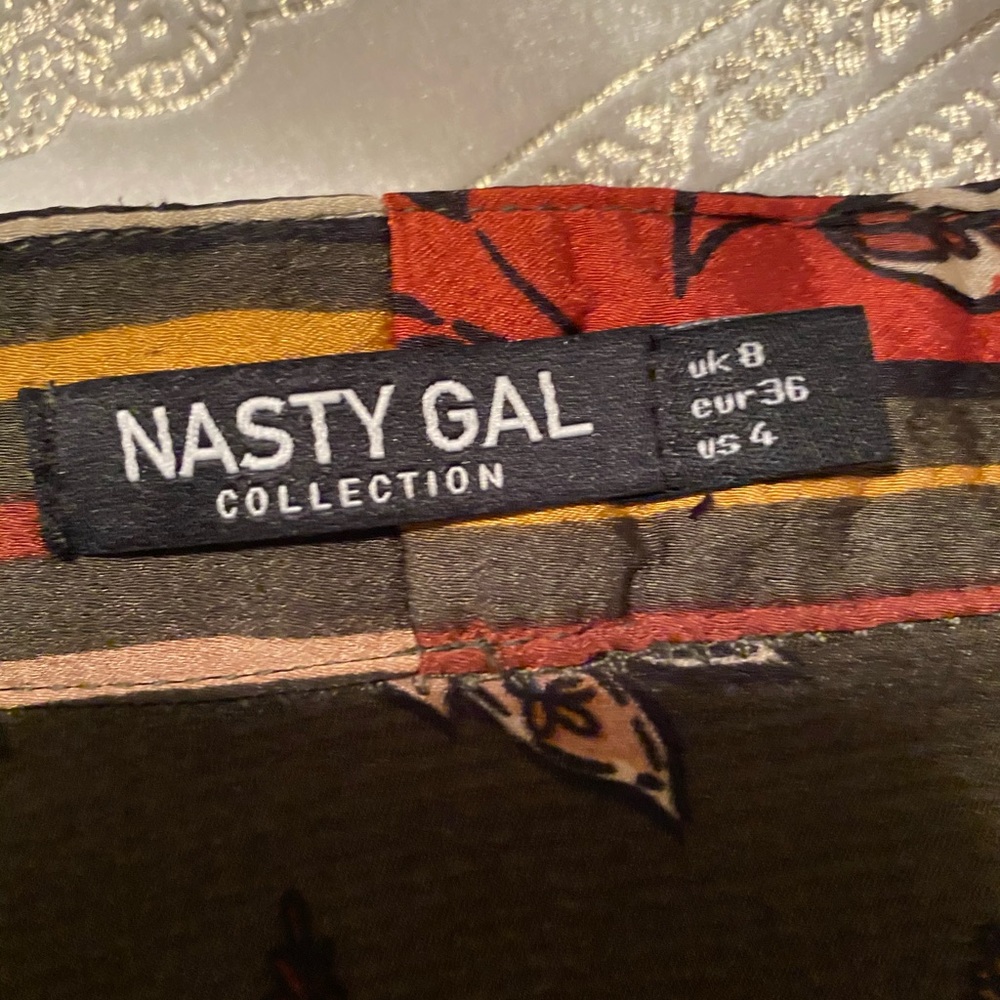 NASTY GAL
COLLECTION
uk 8
eur 36
us 4